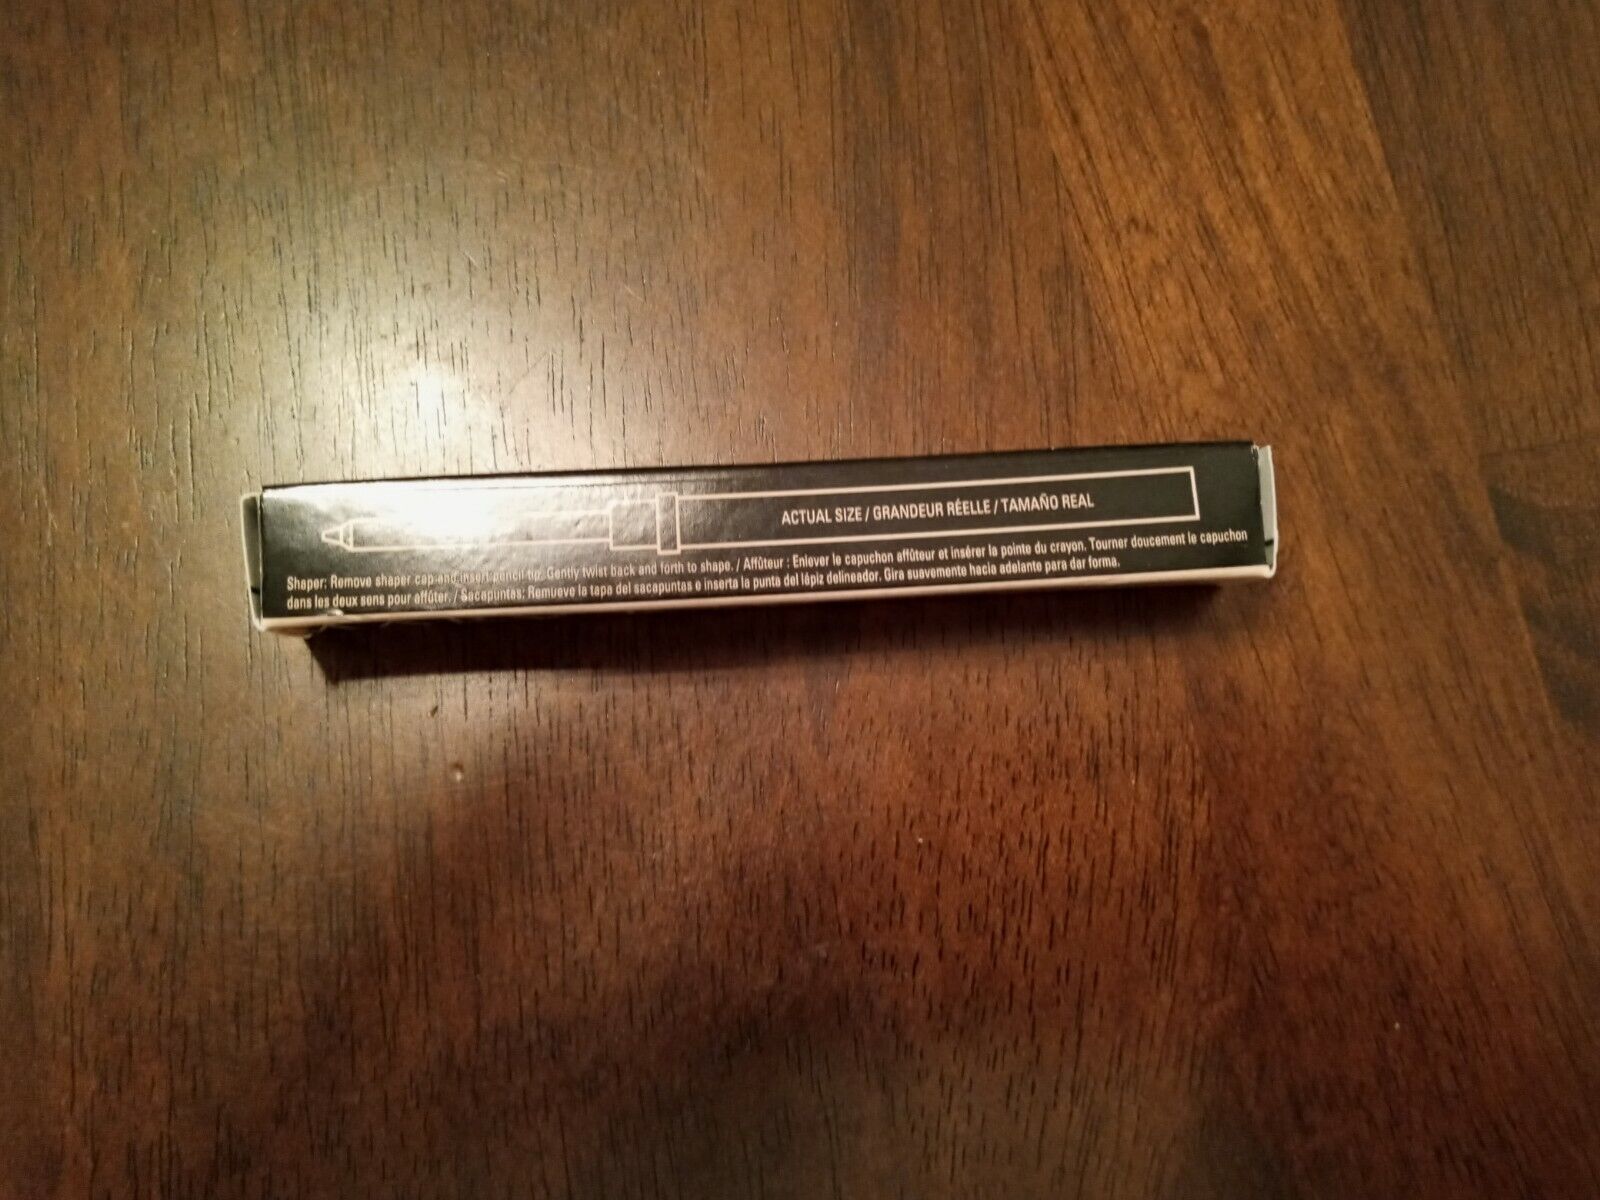 ACTUAL SIZE / GRANDEUR RÉELLE / TAMAÑO REAL
Shaper: Remove shaper cap and insert pencil tip. Gently twist back and forth to shape. / Affûteur : Enlever le capuchon affûteur et insérer la pointe du crayon. Tourner doucement le capuchon
dans les deux sens pour affûter. / Sacapuntas: Remueve la tapa del sacapuntas e inserta la punta del lápiz delineador. Gira suavemente hacia adelante para dar forma.